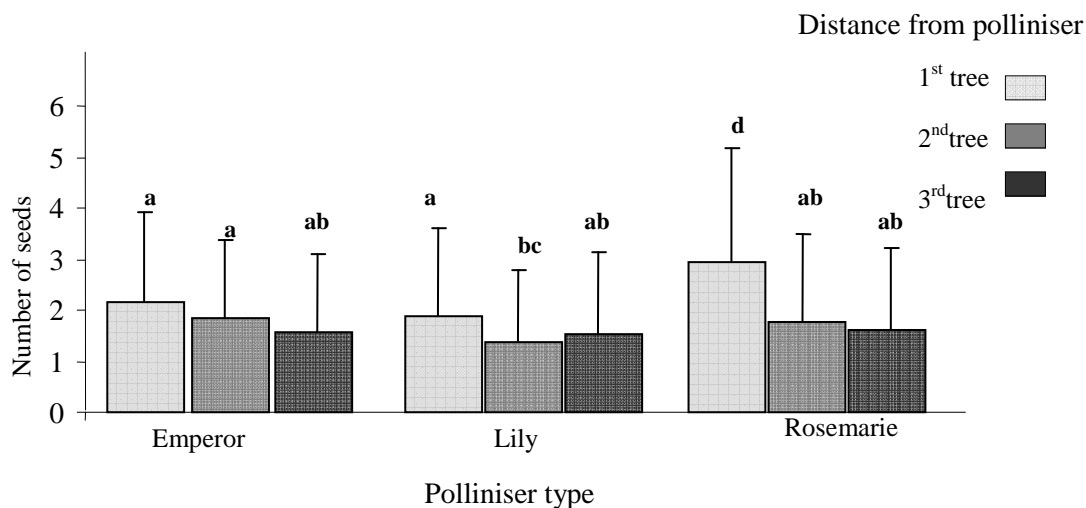 Distance from polliniser
1st tree
2nd tree
3rd tree
Number of seeds
6
5
4
3
2
1
0
a
a
ab
a
bc
ab
d
ab
ab
Emperor
Lily
Rosemarie
Polliniser type